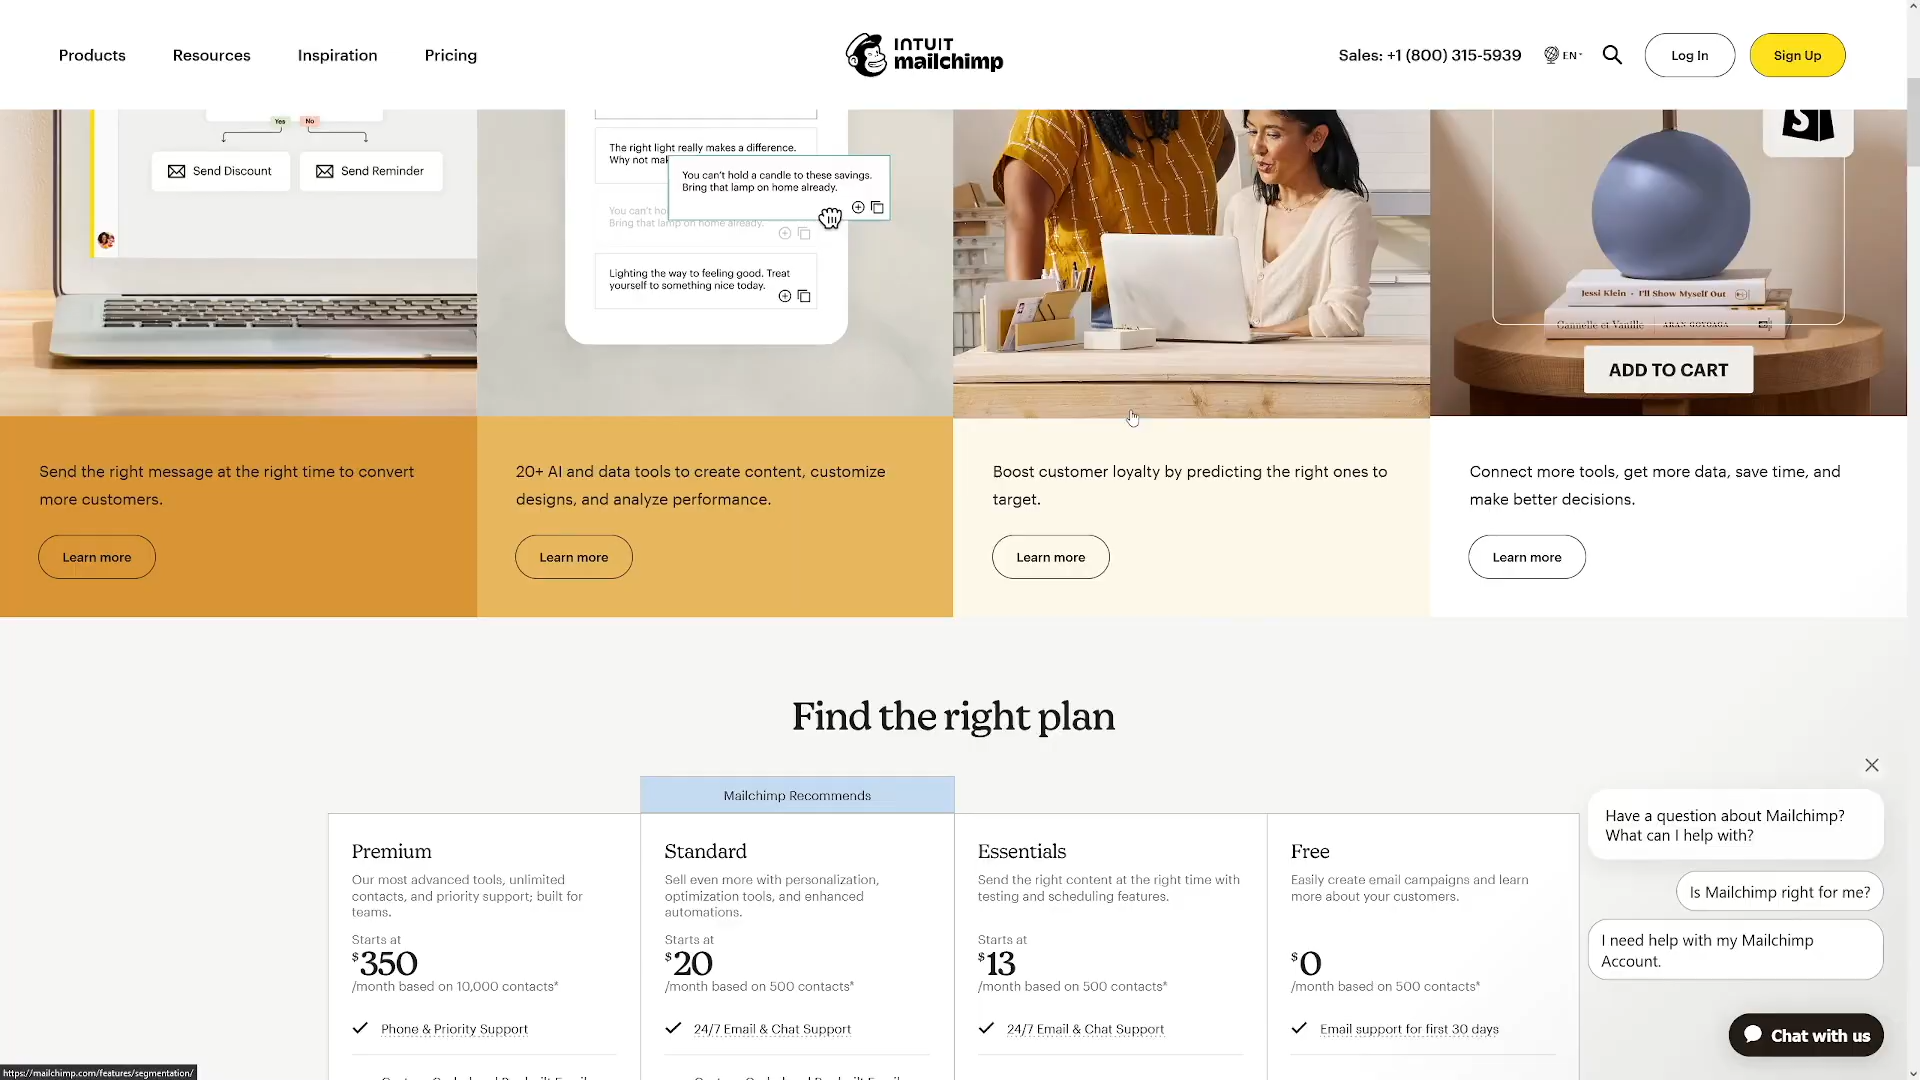 Products
Resources
Inspiration
Pricing
INTUIT
mailchimp
Sales: +1 (800) 315-5939
EN
Log In
Sign Up
Yes
No
Send Discount
Send Reminder
The right light really makes a difference.
Why not mak
You can't hold a candle to these savings.
Bring that lamp on home already.
You can't ho
Bring that lamp on home already.
Lighting the way to feeling good. Treat
yourself to something nice today.
S
Jessi Klein • I'll Show Myself Out
ADD TO CART
Send the right message at the right time to convert
more customers.
Learn more
20+ AI and data tools to create content, customize
designs, and analyze performance.
Learn more
Boost customer loyalty by predicting the right ones to
target.
Learn more
Connect more tools, get more data, save time, and
make better decisions.
Learn more
Find the right plan
Mailchimp Recommends
Premium
Our most advanced tools, unlimited
contacts, and priority support; built for
teams.
Starts at
$350
/month based on 10,000 contacts*
Phone & Priority Support
Standard
Sell even more with personalization,
optimization tools, and enhanced
automations.
Starts at
$20
/month based on 500 contacts*
24/7 Email & Chat Support
Essentials
Send the right content at the right time with
testing and scheduling features.
Starts at
$13
/month based on 500 contacts*
24/7 Email & Chat Support
Free
Easily create email campaigns and learn
more about your customers.
$0
/month based on 500 contacts*
Email support for first 30 days
Have a question about Mailchimp?
What can I help with?
Is Mailchimp right for me?
I need help with my Mailchimp
Account.
Chat with us
https://mailchimp.com/features/segmentation/